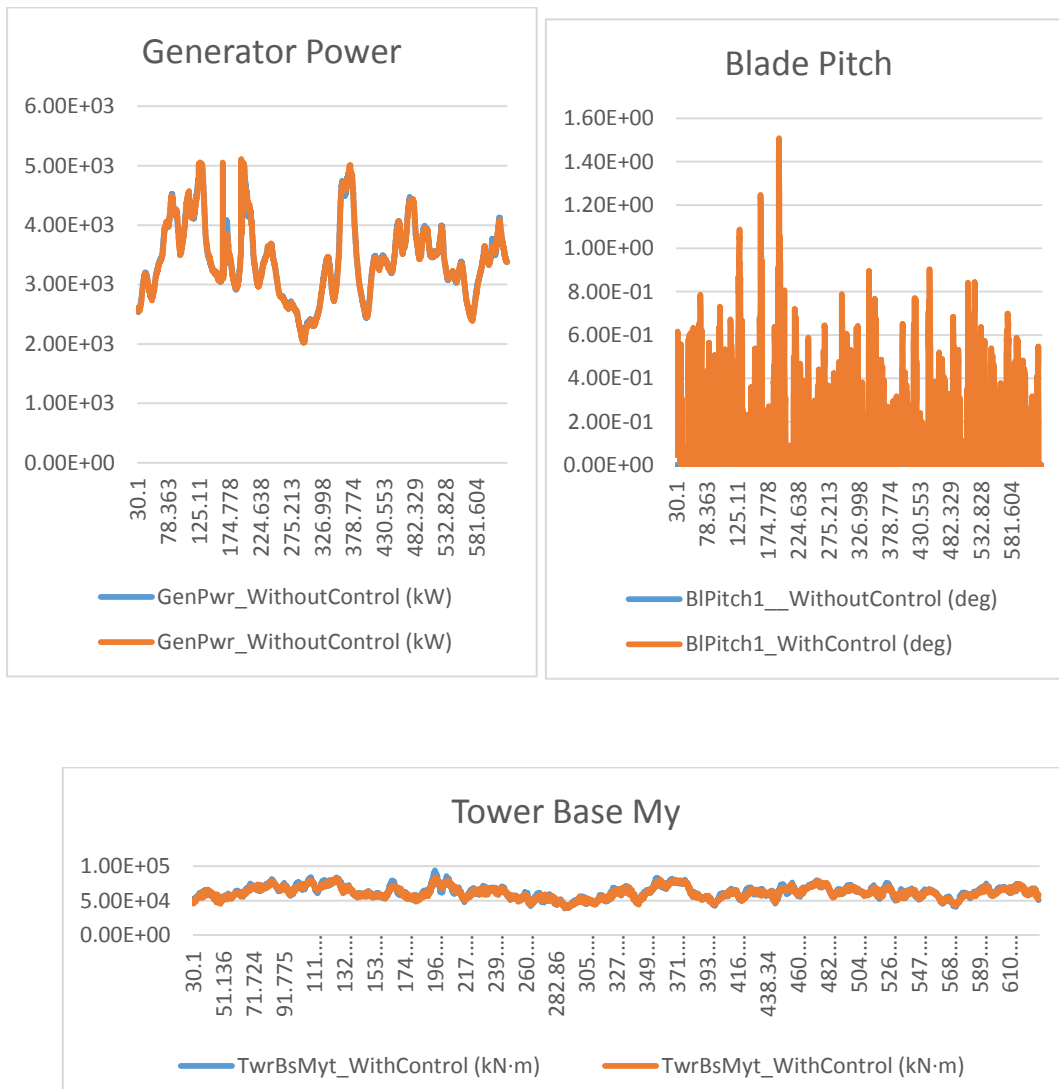 Generator Power
6.00E+03
5.00E+03
4.00E+03
3.00E+03
2.00E+03
1.00E+03
0.00E+00
30.1
78.363
125.11
174.778
224.638
275.213
326.998
378.774
430.553
482.329
532.828
581.604
GenPwr_WithoutControl (kW)
GenPwr_WithoutControl (kW)
Blade Pitch
1.60E+00
1.40E+00
1.20E+00
1.00E+00
8.00E-01
6.00E-01
4.00E-01
2.00E-01
0.00E+00
30.1
78.363
125.11
174.778
224.638
275.213
326.998
378.774
430.553
482.329
532.828
581.604
BlPitch1__WithoutControl (deg)
BlPitch1_WithControl (deg)
Tower Base My
1.00E+05
5.00E+04
0.00E+00
30.1
51.136
71.724
91.775
111.…
132.…
153.…
174.…
196.…
217.…
239.…
260.…
282.86
305.…
327.…
349.…
371.…
393.…
416.…
438.34
460.…
482.…
504.…
526.…
547.…
568.…
589.…
610.…
TwrBsMyt_WithControl (kN·m) TwrBsMyt_WithControl (kN·m)